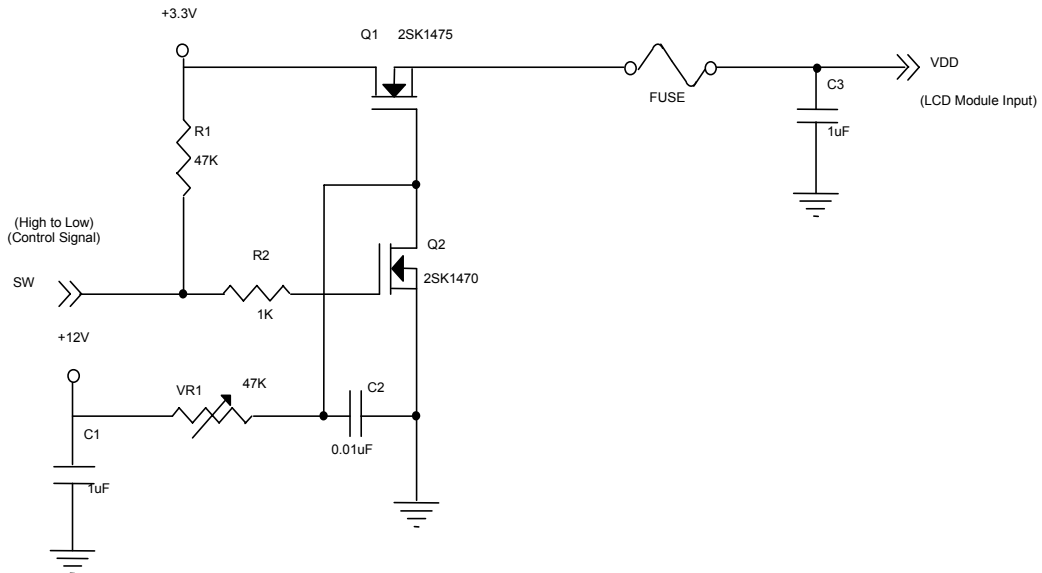 +3.3V
Q1 2SK1475
FUSE
C3
1uF
VDD
(LCD Module Input)
R1
47K
(High to Low)
(Control Signal)
SW
R2
1K
Q2
2SK1470
+12V
VR1
47K
C2
0.01uF
C1
1uF